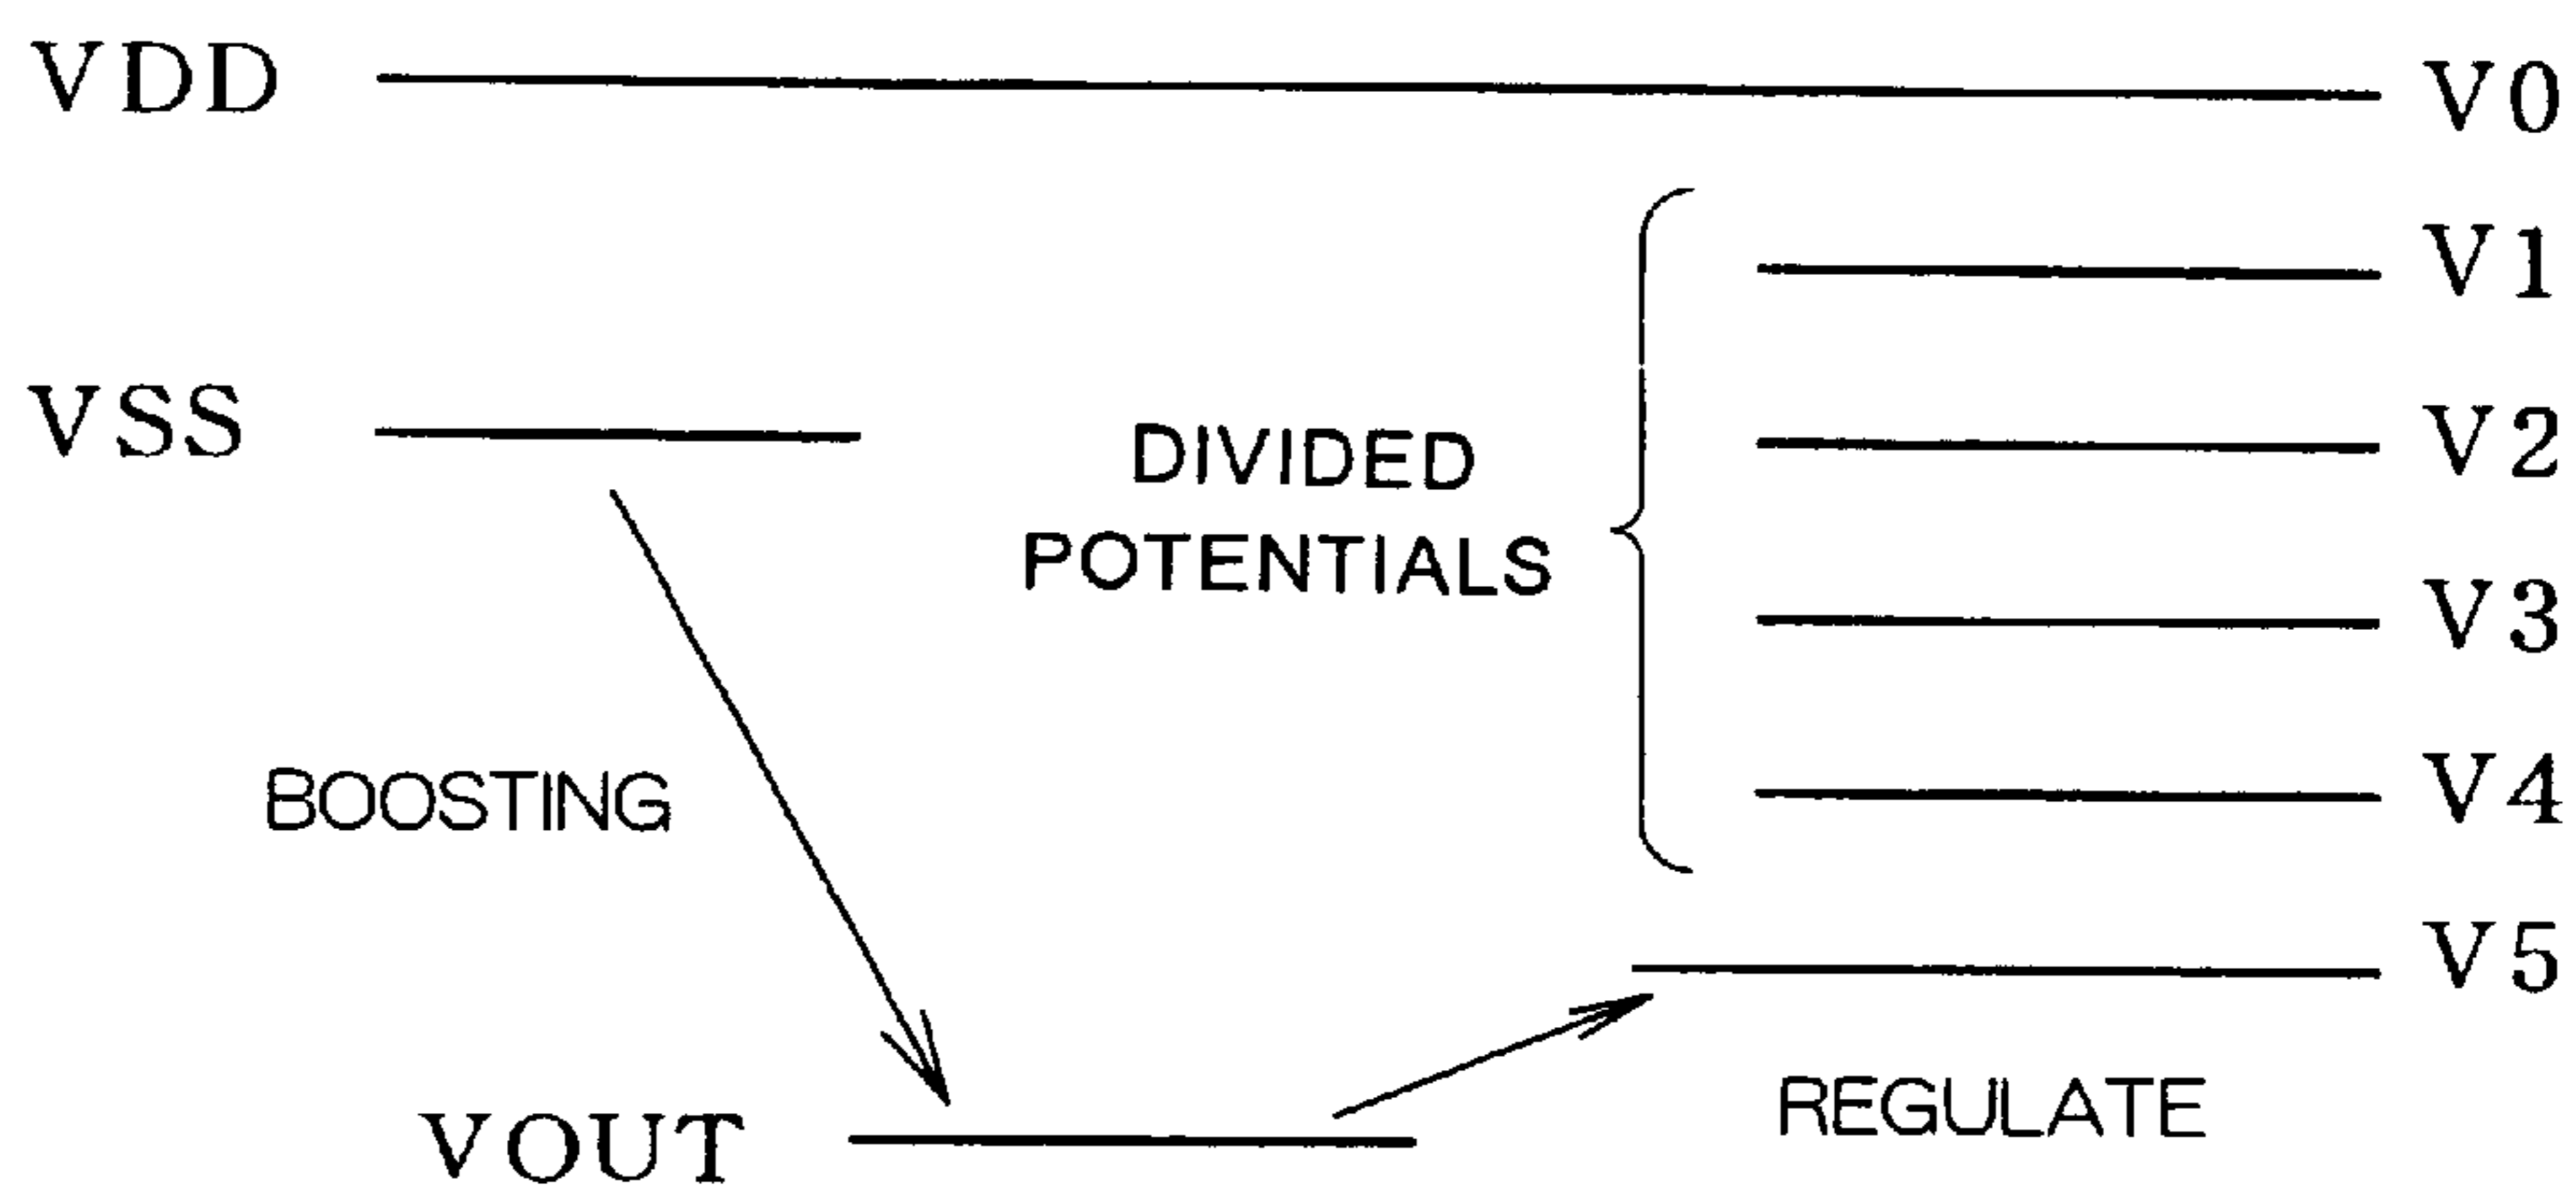 VDD
V0
V1
VSS
V2
DIVIDED
POTENTIALS
V3
BOOSTING
V4
V5
REGULATE
VOUT